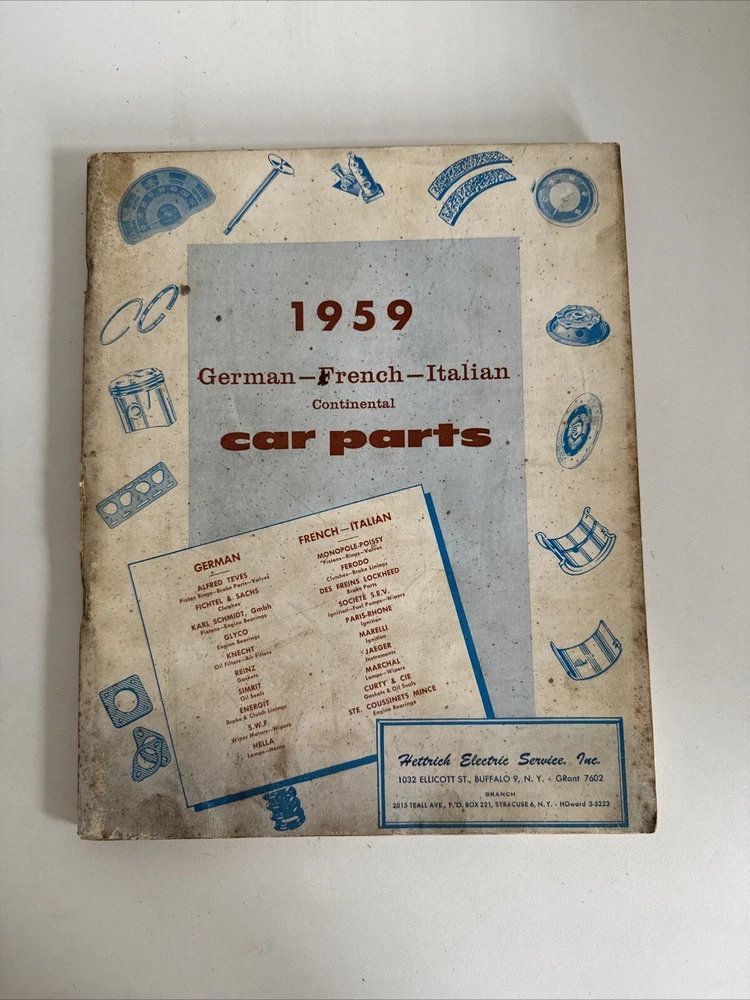 1959
German—French—Italian
Continental
car parts
GERMAN
ALFRED TEVES
Piston Rings—Brake Parts—Valves
FICHTEL & SACHS
Clutches
KARL SCHMIDT, Gmbh
Pistons—Engine Bearings
GLYCO
Engine Bearings
KNECHT
Oil Filters—Air Filters
REINZ
Gaskets
SIMRIT
Oil Seals
ENERGIT
Brake & Clutch Linings
S.W.F.
Wiper Motors—Wipers
HELLA
Lamps—Horns
FRENCH—ITALIAN
MONOPOLE-POISSY
Pistons—Rings—Valves
FERODO
Clutches—Brake Linings
DES FREINS LOCKHEED
Brake Parts
SOCIETÉ S.E.V.
Ignition—Fuel Pumps—Wipers
PARIS-RHONE
Ignition
MARELLI
Ignition
JAEGER
Instruments
MARCHAL
Lamps—Wipers
CURTY & CIE
Gaskets & Oil Seals
STE. COUSSINETS MINCE
Engine Bearings
Hettrich Electric Service, Inc.
1032 ELLICOTT ST., BUFFALO 9, N. Y. - GRant 7602
BRANCH
2015 TEALL AVE., P.O. BOX 221, SYRACUSE 6, N.Y. - HOward 3-5223